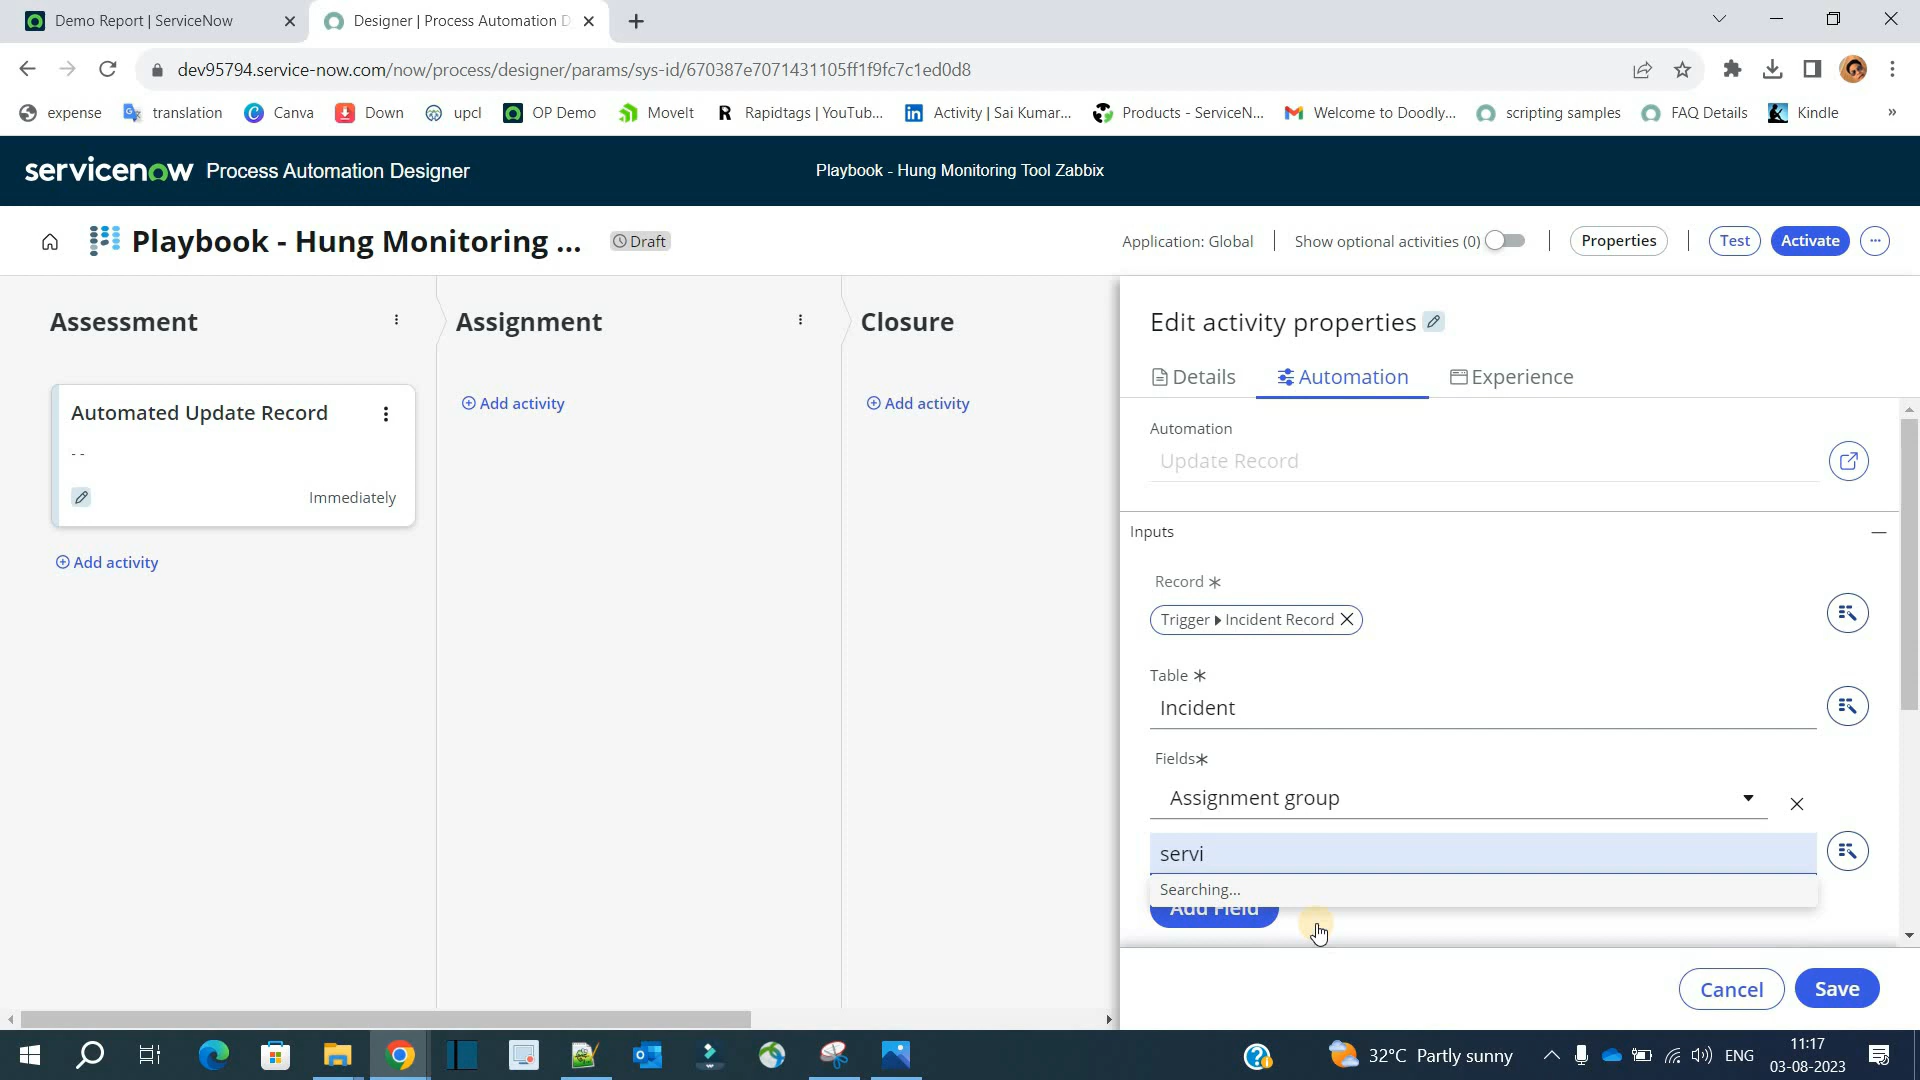 Demo Report | ServiceNow
Designer | Process Automation D
dev95794.service-now.com/now/process/designer/params/sys-id/670387e7071431105ff1f9fc7c1ed0d8
expense
translation
Canva
Down
upcl
OP Demo
MoveIt
Rapidtags | YouTub...
Activity | Sai Kumar...
Products - ServiceN...
Welcome to Doodly...
scripting samples
FAQ Details
Kindle
»
servicenow Process Automation Designer
Playbook - Hung Monitoring Tool Zabbix
Playbook - Hung Monitoring ...
Draft
Application: Global
Show optional activities (0)
Properties
Test
Activate
Assessment
Assignment
Closure
Automated Update Record
--
Immediately
Add activity
Add activity
Add activity
Edit activity properties
Details
Automation
Experience
Automation
Update Record
Inputs
Record *
Trigger ▸ Incident Record
Table *
Incident
Fields*
Assignment group
servi
Searching...
Add Field
Cancel
Save
32°C Partly sunny
ENG
11:17
03-08-2023